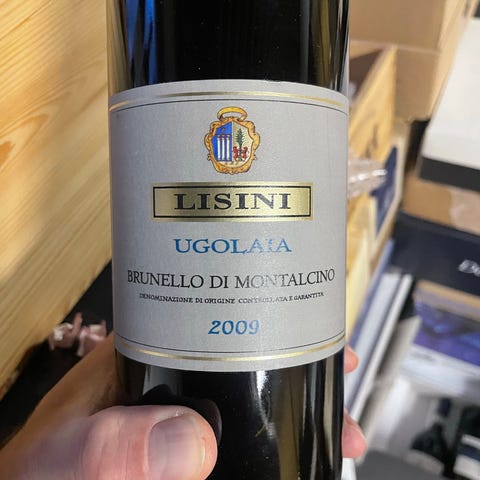 LISINI
UGOLAIA
BRUNELLO DI MONTALCINO
DENOMINAZIONE DI ORIGINE CONTROLLATA E GARANTITA
2009